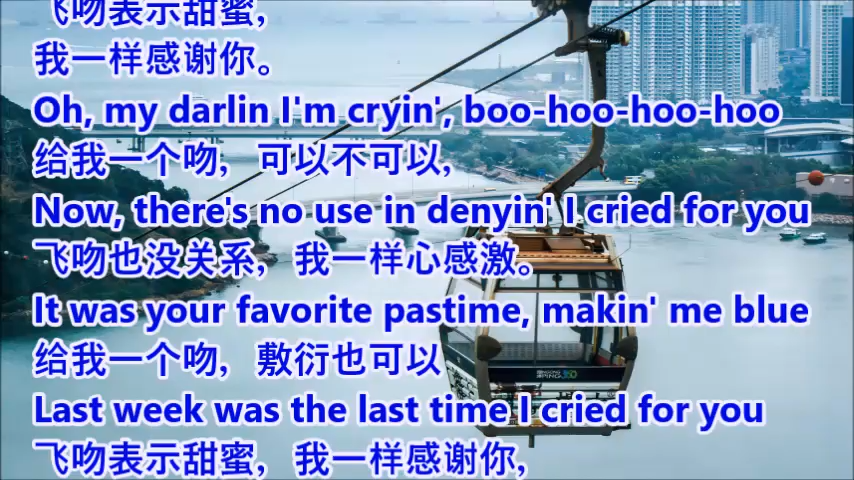 飞吻表示甜蜜，
我一样感谢你。
Oh, my darlin I'm cryin', boo-hoo-hoo-hoo
给我一个吻，可以不可以，
Now, there's no use in denyin' I cried for you
飞吻也没关系，我一样心感激。
It was your favorite pastime, makin' me blue
给我一个吻，敷衍也可以
Last week was the last time I cried for you
飞吻表示甜蜜，我一样感谢你，